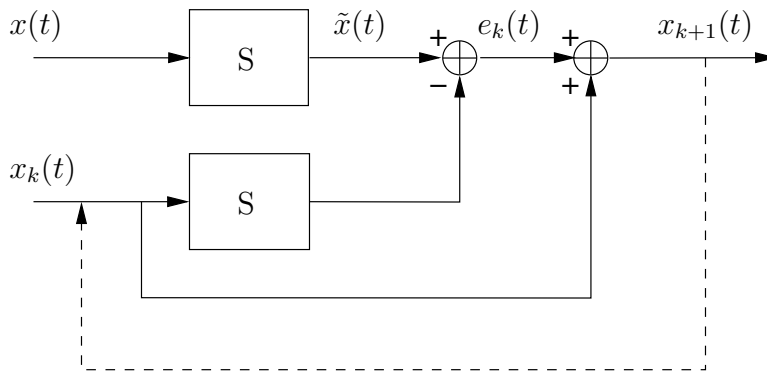 x(t) S x̃(t) + − e_k(t) + + x_{k+1}(t)
x_k(t) S